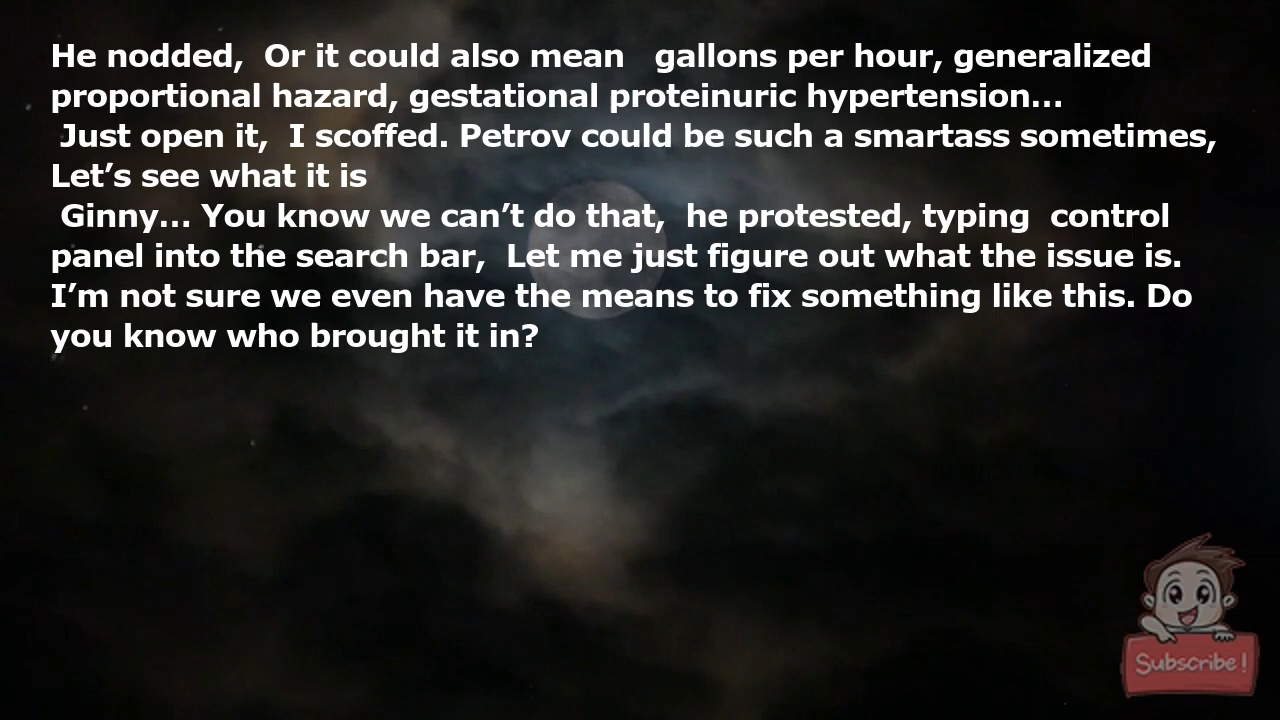 He nodded,  Or it could also mean   gallons per hour, generalized
proportional hazard, gestational proteinuric hypertension…
 Just open it,  I scoffed. Petrov could be such a smartass sometimes,
Let’s see what it is
 Ginny… You know we can’t do that,  he protested, typing  control
panel into the search bar,  Let me just figure out what the issue is.
I’m not sure we even have the means to fix something like this. Do
you know who brought it in?
Subscribe!